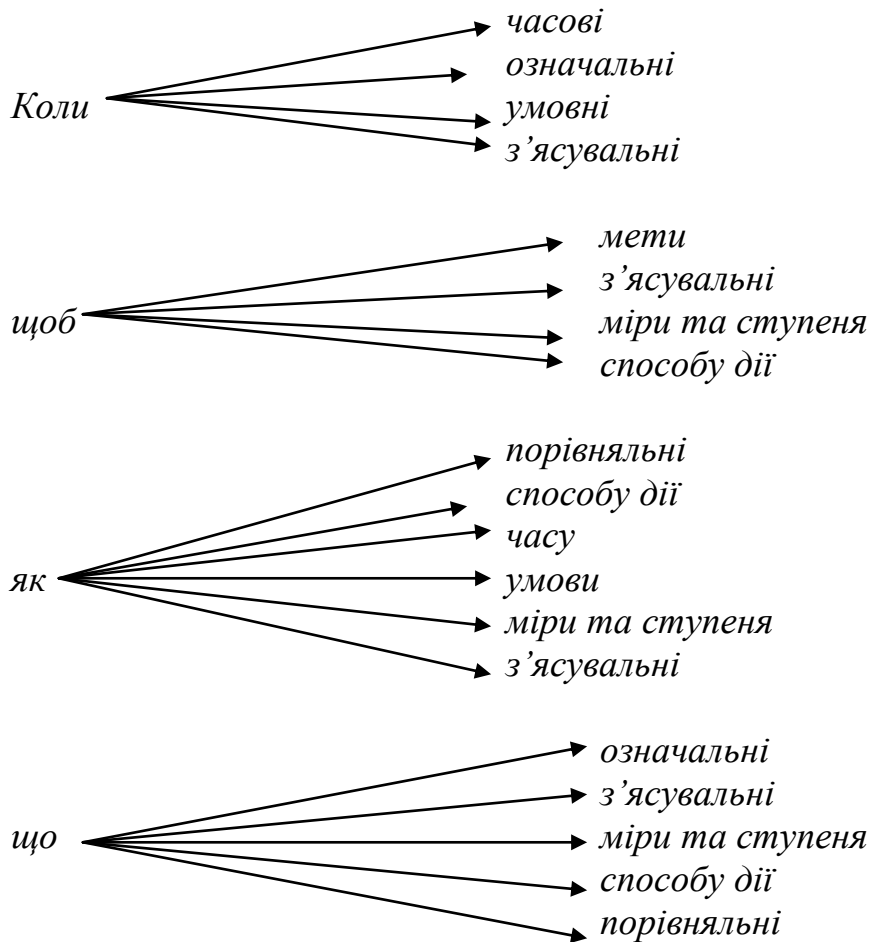 часові
означальні
Коли
умовні
з’ясувальні
мети
з’ясувальні
щоб
міри та ступеня
способу дії
порівняльні
способу дії
часу
як
умови
міри та ступеня
з’ясувальні
означальні
з’ясувальні
що
міри та ступеня
способу дії
порівняльні